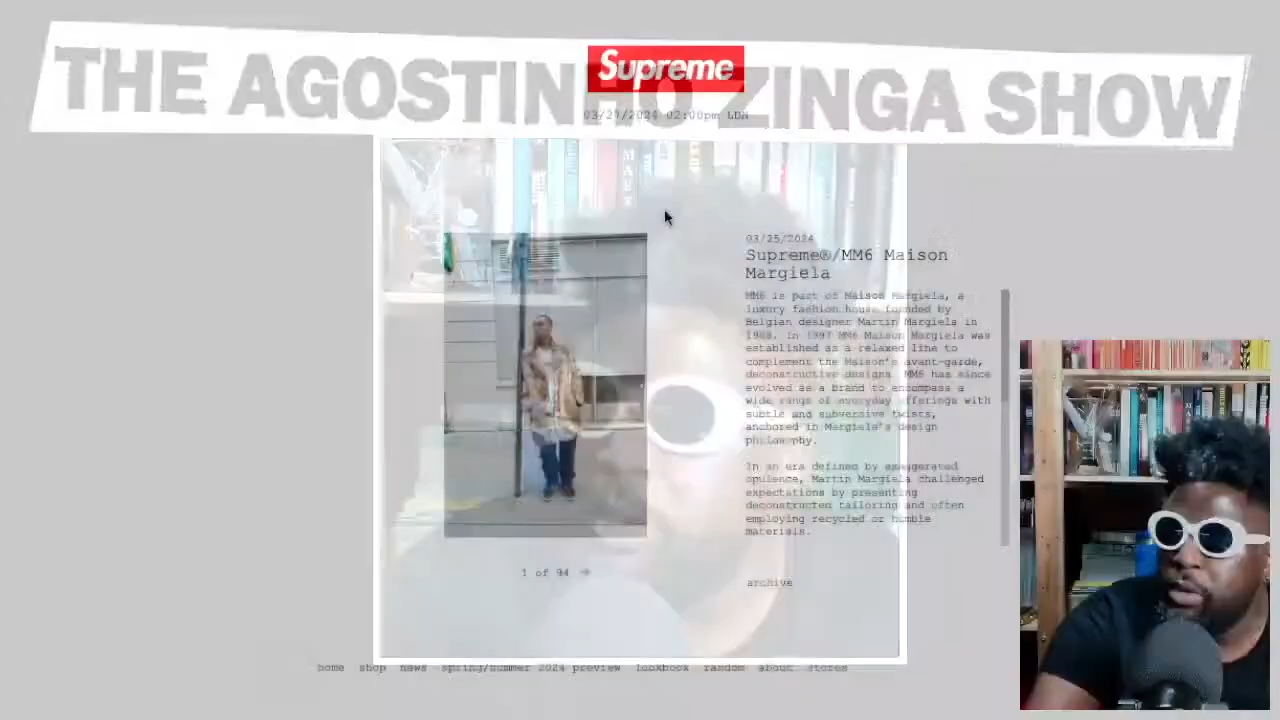 THE AGOSTINHO ZINGA SHOW
Supreme
03/27/2024 02:00pm LDN
03/25/2024
Supreme®/MM6 Maison
Margiela
MM6 is part of Maison Margiela, a
luxury fashion house founded by
Belgian designer Martin Margiela in
1988. In 1997 MM6 Maison Margiela was
established as a relaxed line to
complement the Maison's avant-garde,
deconstructive designs. MM6 has since
evolved as a brand to encompass a
wide range of everyday offerings with
subtle and subversive twists,
anchored in Margiela's design
philosophy.
In an era defined by exaggerated
opulence, Martin Margiela challenged
expectations by presenting
deconstructed tailoring and often
employing recycled or humble
materials.
1 of 94
archive
home shop news spring/summer 2024 preview lookbook random about stores